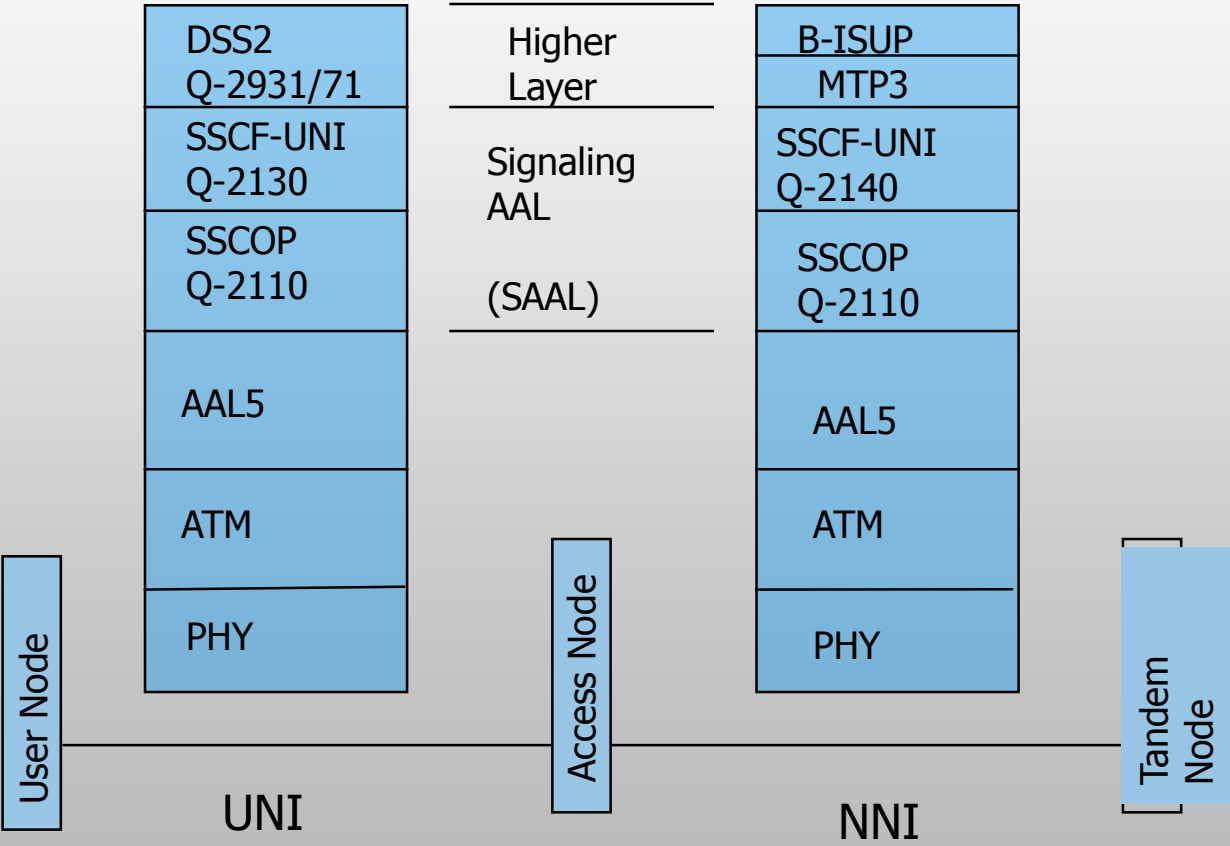 DSS2
Q-2931/71
SSCF-UNI
Q-2130
SSCOP
Q-2110
AAL5
ATM
PHY
Higher
Layer
Signaling
AAL
(SAAL)
B-ISUP
MTP3
SSCF-UNI
Q-2140
SSCOP
Q-2110
AAL5
ATM
PHY
User Node
Access Node
Tandem
Node
UNI
NNI